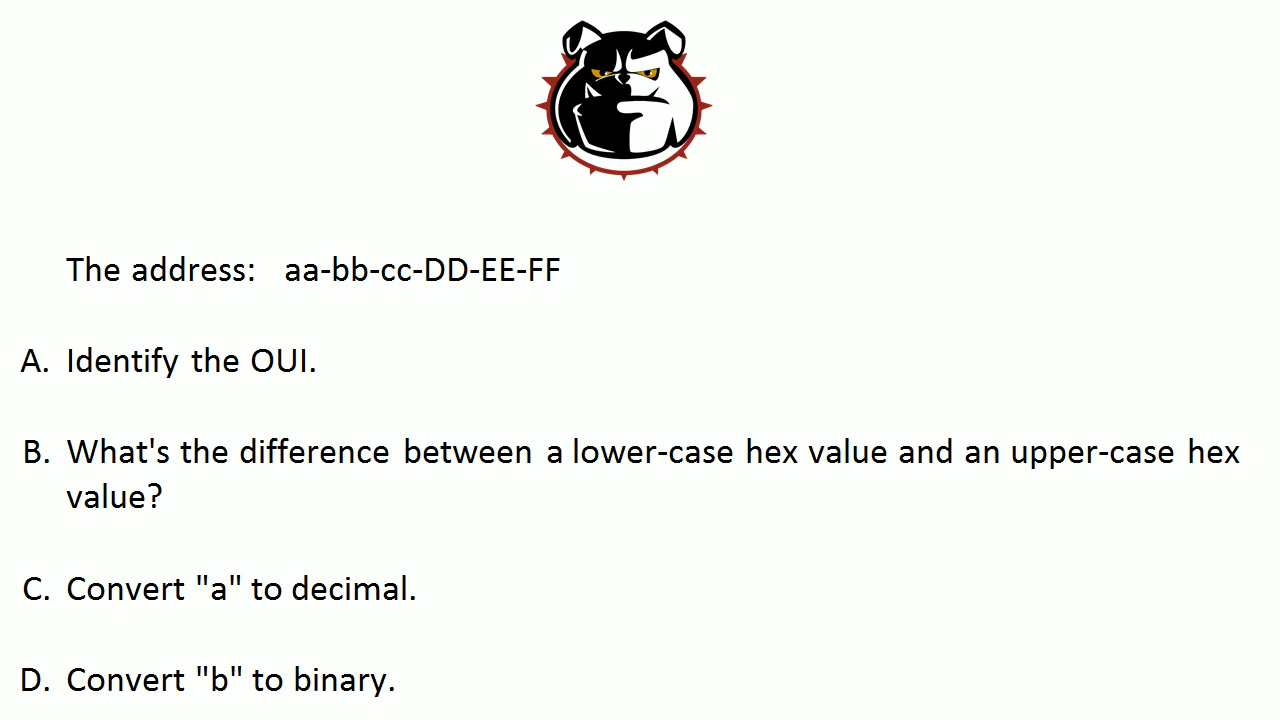 The address: aa-bb-cc-DD-EE-FF
A. Identify the OUI.
B. What's the difference between a lower-case hex value and an upper-case hex
value?
C. Convert "a" to decimal.
D. Convert "b" to binary.